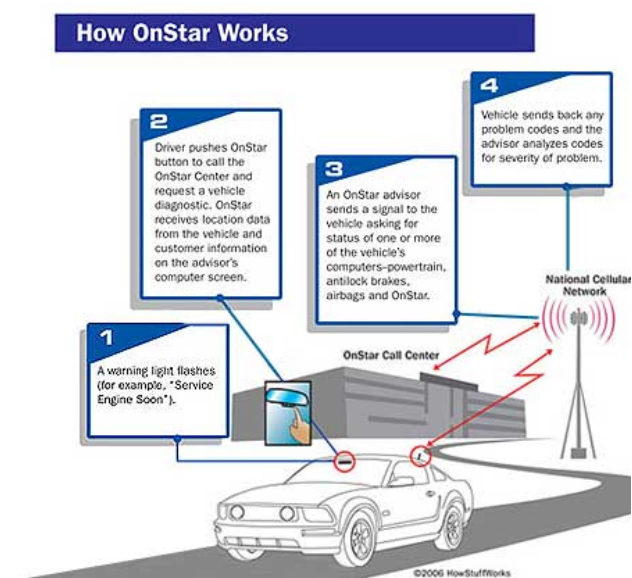 How OnStar Works
1
A warning light flashes
(for example, "Service
Engine Soon").
2
Driver pushes OnStar
button to call the
OnStar Center and
request a vehicle
diagnostic. OnStar
receives location data
from the vehicle and
customer information
on the advisor's
computer screen.
3
An OnStar advisor
sends a signal to the
vehicle asking for
status of one or more
of the vehicle's
computers–powertrain,
antilock brakes,
airbags and OnStar.
4
Vehicle sends back any
problem codes and the
advisor analyzes codes
for severity of problem.
National Cellular
Network
OnStar Call Center
©2006 HowStuffWorks